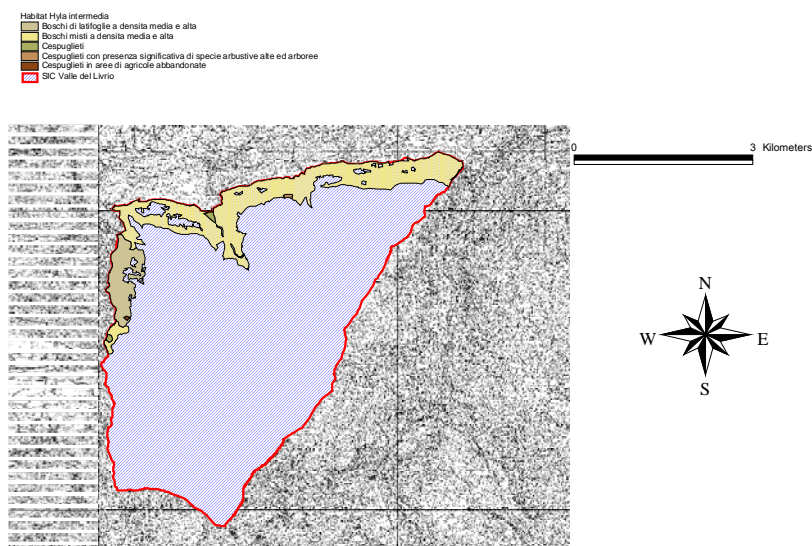 Habitat Hyla intermedia
Boschi di latifoglie a densita media e alta
Boschi misti a densita media e alta
Cespuglieti
Cespuglieti con presenza significativa di specie arbustive alte ed arboree
Cespuglieti in aree di agricole abbandonate
SIC Valle del Livrio
0 3 Kilometers
N
W E
S